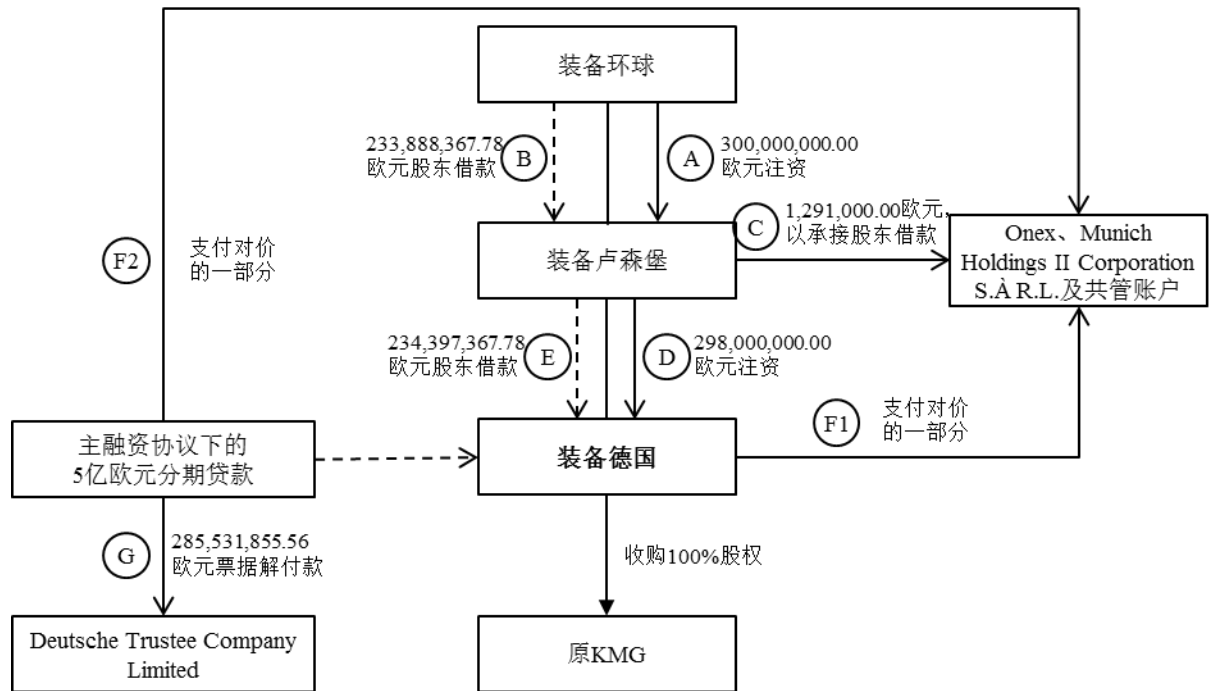 装备环球
233,888,367.78
欧元股东借款
B
A
300,000,000.00
欧元注资
F2
支付对价
的一部分
装备卢森堡
C
1,291,000.00欧元,
以承接股东借款
Onex、Munich
Holdings II Corporation
S.À R.L.及共管账户
234,397,367.78
欧元股东借款
E
D
298,000,000.00
欧元注资
主融资协议下的
5亿欧元分期贷款
装备德国
F1
支付对价
的一部分
G
285,531,855.56
欧元票据解付款
收购100%股权
Deutsche Trustee Company
Limited
原KMG